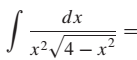 ∫ dx / (x²√(4 − x²)) =